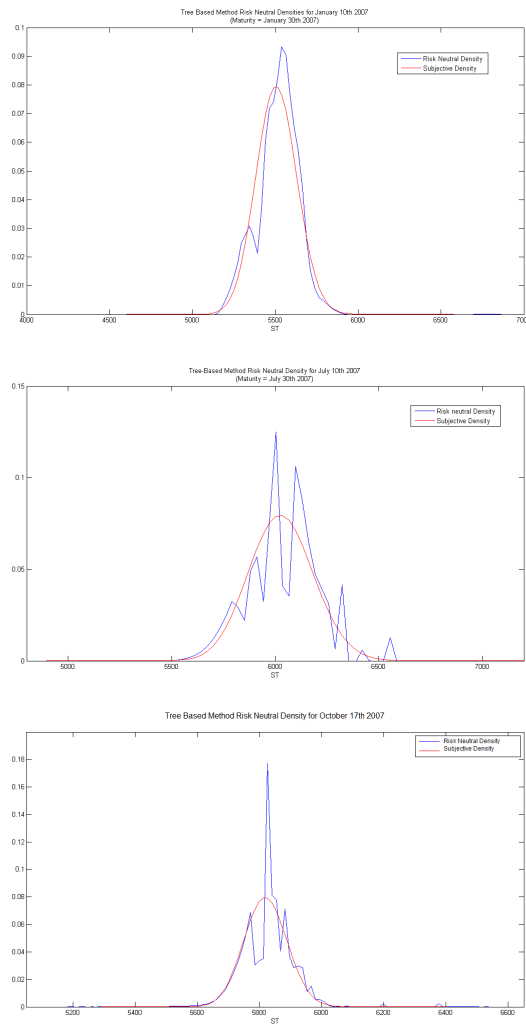 Tree Based Method Risk Neutral Densities for January 10th 2007
(Maturity = January 30th 2007)
0.1
0.09
0.08
0.07
0.06
0.05
0.04
0.03
0.02
0.01
0
Risk Neutral Density
Subjective Density
4000 4500 5000 5500 6000 6500 7000
ST
Tree-Based Method Risk Neutral Density for July 10th 2007
(Maturity = July 30th 2007)
0.15
0.1
0.05
0
Risk neutral Density
Subjective Density
5000 5500 6000 6500 7000
ST
Tree Based Method Risk Neutral Density for October 17th 2007
0.18
0.16
0.14
0.12
0.1
0.08
0.06
0.04
0.02
0
Risk Neutral Density
Subjective Density
5200 5400 5600 5800 6000 6200 6400 6600
ST